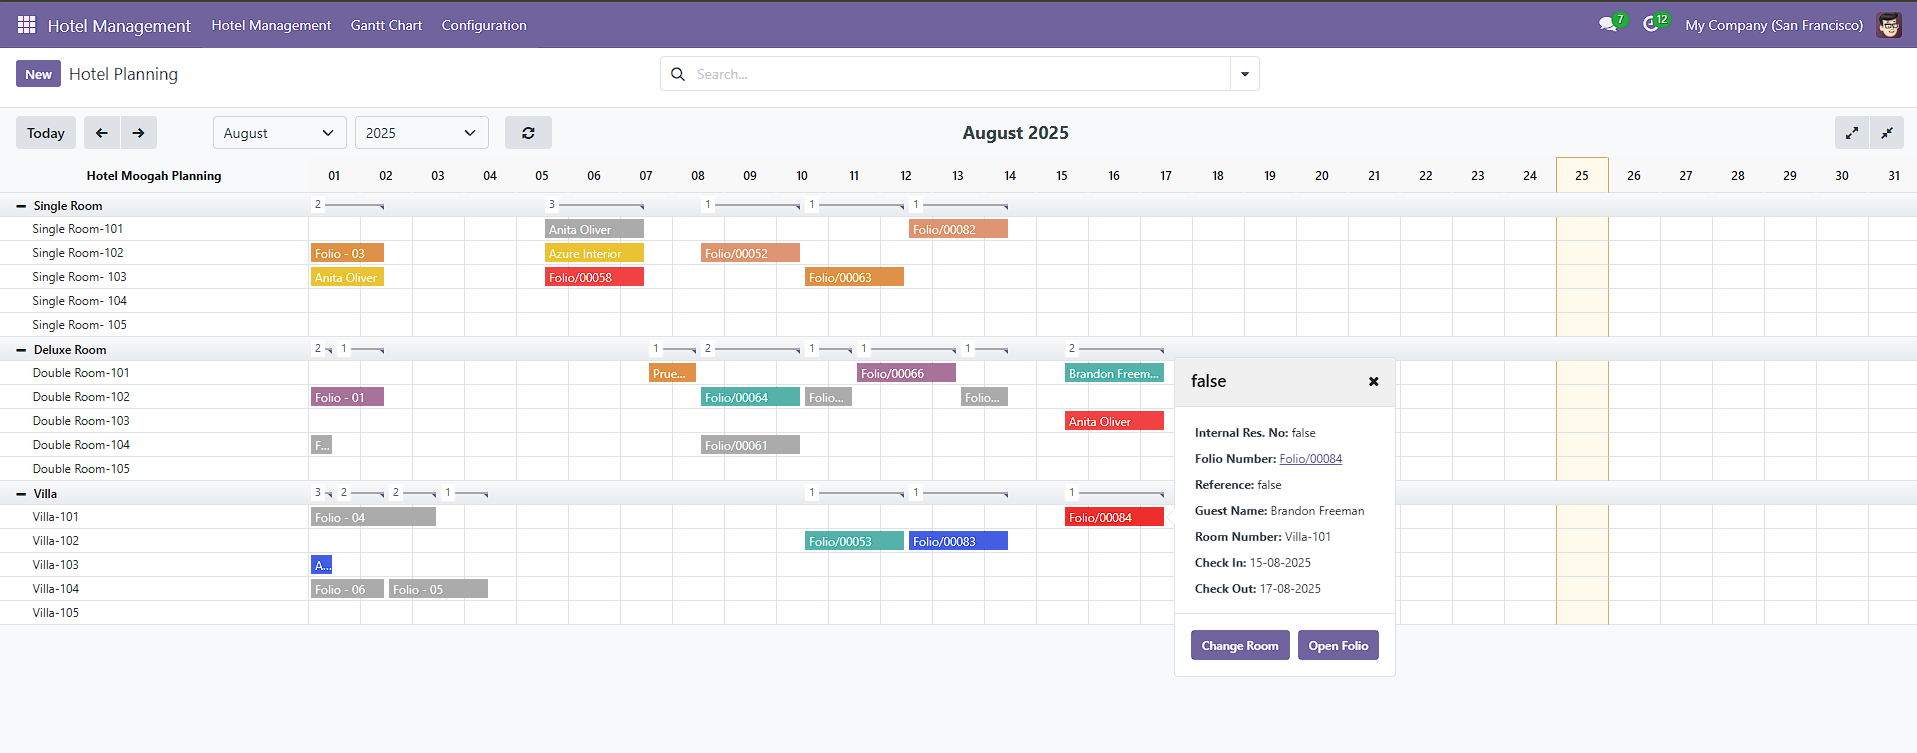 Hotel Management Hotel Management Gantt Chart Configuration 7 12 My Company (San Francisco)
New Hotel Planning Search...
Today August 2025 August 2025
Hotel Moogah Planning 01 02 03 04 05 06 07 08 09 10 11 12 13 14 15 16 17 18 19 20 21 22 23 24 25 26 27 28 29 30 31
Single Room 2 3 1 1 1
Single Room-101 Anita Oliver Folio/00082
Single Room-102 Folio - 03 Azure Interior Folio/00052
Single Room- 103 Anita Oliver Folio/00058 Folio/00063
Single Room- 104
Single Room- 105
Deluxe Room 2 1 1 2 1 1 1 2
Double Room-101 Prue... Folio/00066 Brandon Freem...
Double Room-102 Folio - 01 Folio/00064 Folio... Folio...
Double Room-103 Anita Oliver
Double Room-104 F... Folio/00061
Double Room-105
Villa 3 2 2 1 1 1 1
Villa-101 Folio - 04 Folio/00084
Villa-102 Folio/00053 Folio/00083
Villa-103 A...
Villa-104 Folio - 06 Folio - 05
Villa-105
false
Internal Res. No: false
Folio Number: Folio/00084
Reference: false
Guest Name: Brandon Freeman
Room Number: Villa-101
Check In: 15-08-2025
Check Out: 17-08-2025
Change Room Open Folio